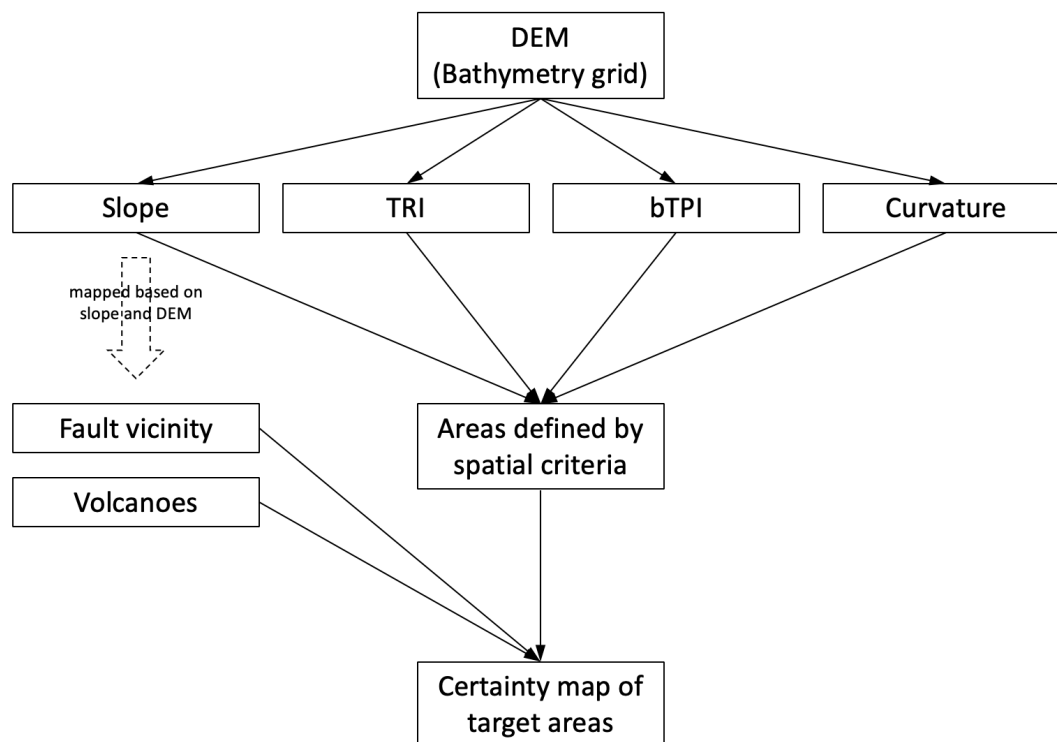 DEM
(Bathymetry grid)
Slope
TRI
bTPI
Curvature
mapped based on
slope and DEM
Fault vicinity
Volcanoes
Areas defined by
spatial criteria
Certainty map of
target areas